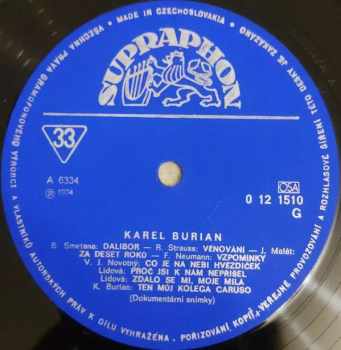 • MADE IN CZECHOSLOVAKIA •
VŠECHNA PRÁVA GRAMOFONOVÉHO VÝROBCE
A VLASTNÍKŮ AUTORSKÝCH PRÁV K DÍLU VYHRAŽENA. POŘIZOVÁNÍ KOPIÍ, VEŘEJNÉ PROVOZOVÁNÍ
A ROZHLASOVÉ ŠÍŘENÍ TÉTO DESKY JE ZAKÁZÁNO
SUPRAPHON
33
A 6334
Ⓟ 1974
OSA
0 12 1510
G
KAREL BURIAN
B. Smetana: DALIBOR — R. Strauss: VĚNOVÁNÍ — J. Malát:
ZA DESET ROKŮ — F. Neumann: VZPOMÍNKY
V. J. Novotný: CO JE NA NEBI HVĚZDIČEK
Lidová: PROČ JSI K NÁM NEPŘIŠEL
Lidová: ZDÁLO SE MI, MOJE MILÁ
K. Burian: TEN MŮJ KOLEGA CARUSO
(Dokumentární snímky)